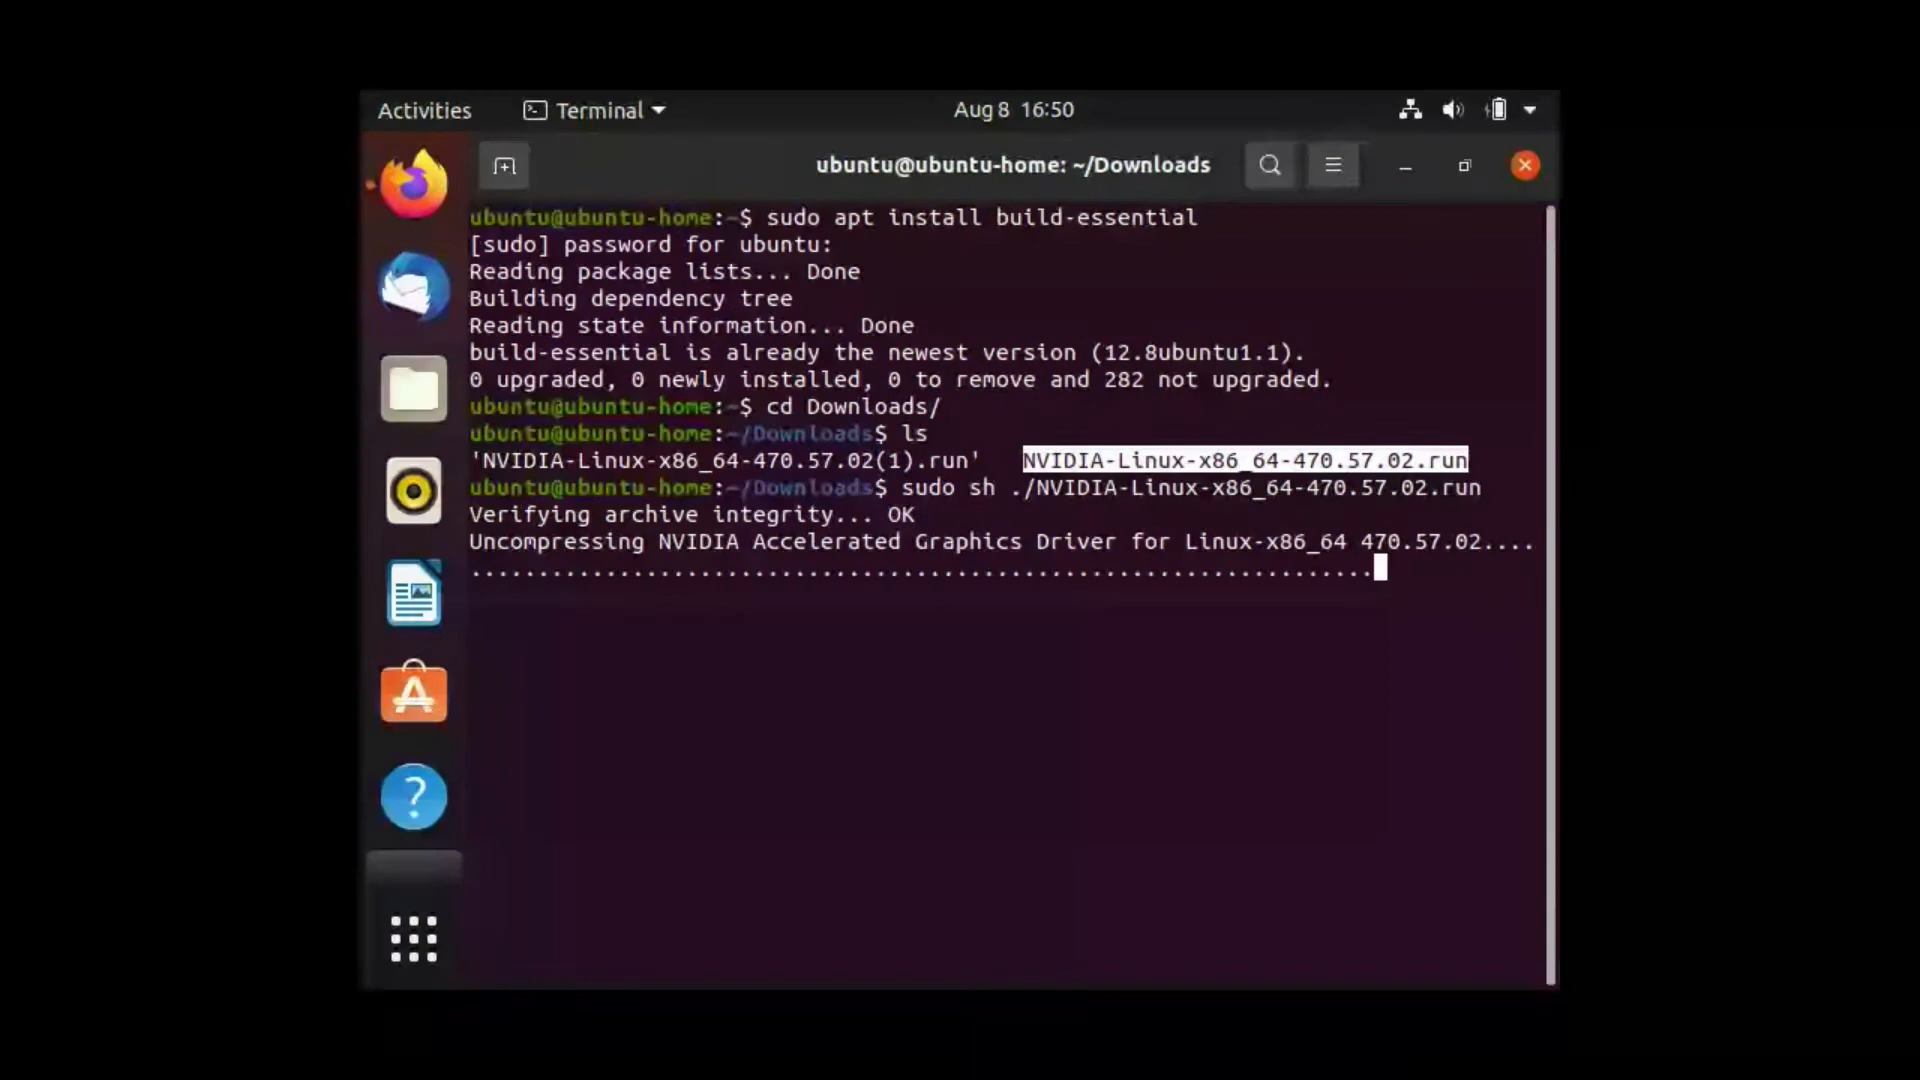 Activities Terminal Aug 8 16:50
ubuntu@ubuntu-home: ~/Downloads
ubuntu@ubuntu-home:~$ sudo apt install build-essential
[sudo] password for ubuntu:
Reading package lists... Done
Building dependency tree
Reading state information... Done
build-essential is already the newest version (12.8ubuntu1.1).
0 upgraded, 0 newly installed, 0 to remove and 282 not upgraded.
ubuntu@ubuntu-home:~$ cd Downloads/
ubuntu@ubuntu-home:~/Downloads$ ls
'NVIDIA-Linux-x86_64-470.57.02(1).run' NVIDIA-Linux-x86_64-470.57.02.run
ubuntu@ubuntu-home:~/Downloads$ sudo sh ./NVIDIA-Linux-x86_64-470.57.02.run
Verifying archive integrity... OK
Uncompressing NVIDIA Accelerated Graphics Driver for Linux-x86_64 470.57.02....
...................................................................